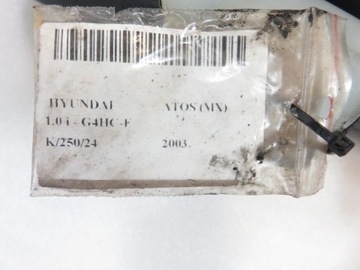 HYUNDAI ATOS (MX)
1.0 i - G4HC-E
K/250/24 2003